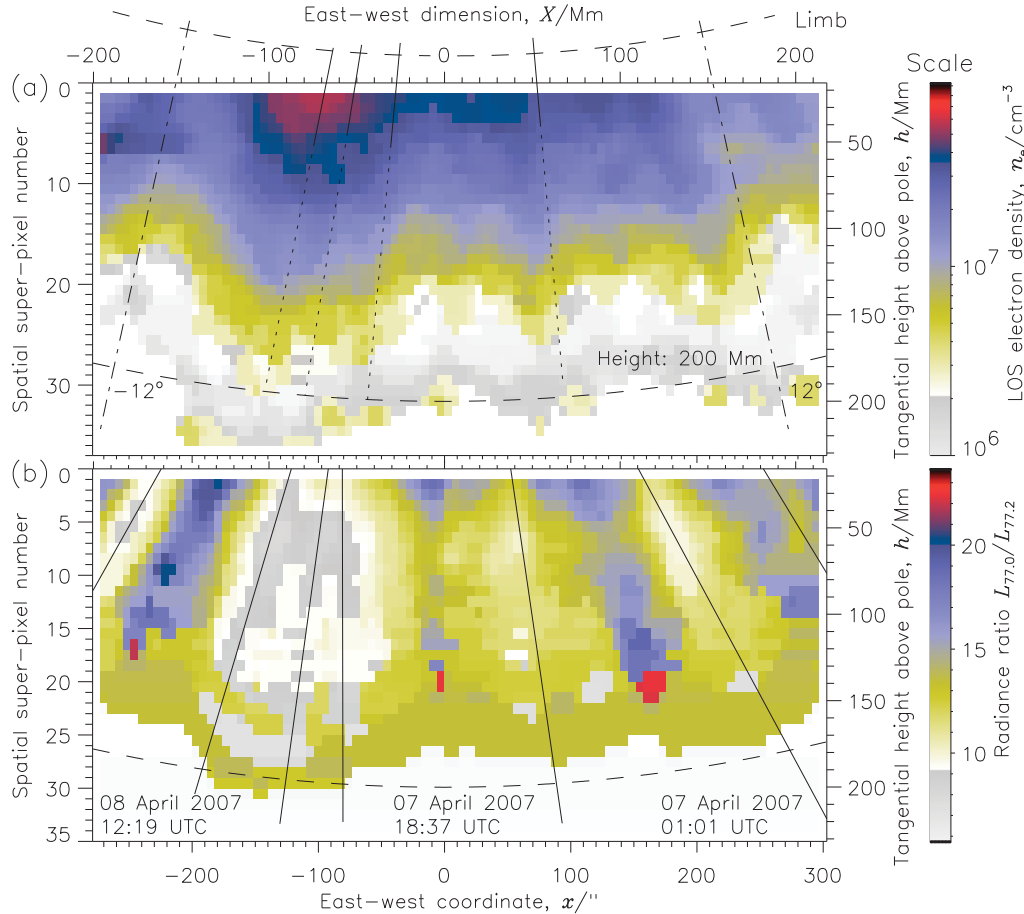 East-west dimension, X/Mm
Limb
−200 −100 0 100 200
Scale
(a)
0
10
20
30
Spatial super-pixel number
50
100
150
200
Tangential height above pole, h/Mm
10⁷
10⁶
LOS electron density, nₑ/cm⁻³
Height: 200 Mm
−12°
12°
(b)
0
5
10
15
20
25
30
35
Spatial super-pixel number
50
100
150
200
Tangential height above pole, h/Mm
20
15
10
Radiance ratio L₇₇.₀/L₇₇.₂
08 April 2007
12:19 UTC
07 April 2007
18:37 UTC
07 April 2007
01:01 UTC
−200 −100 0 100 200 300
East-west coordinate, x/"